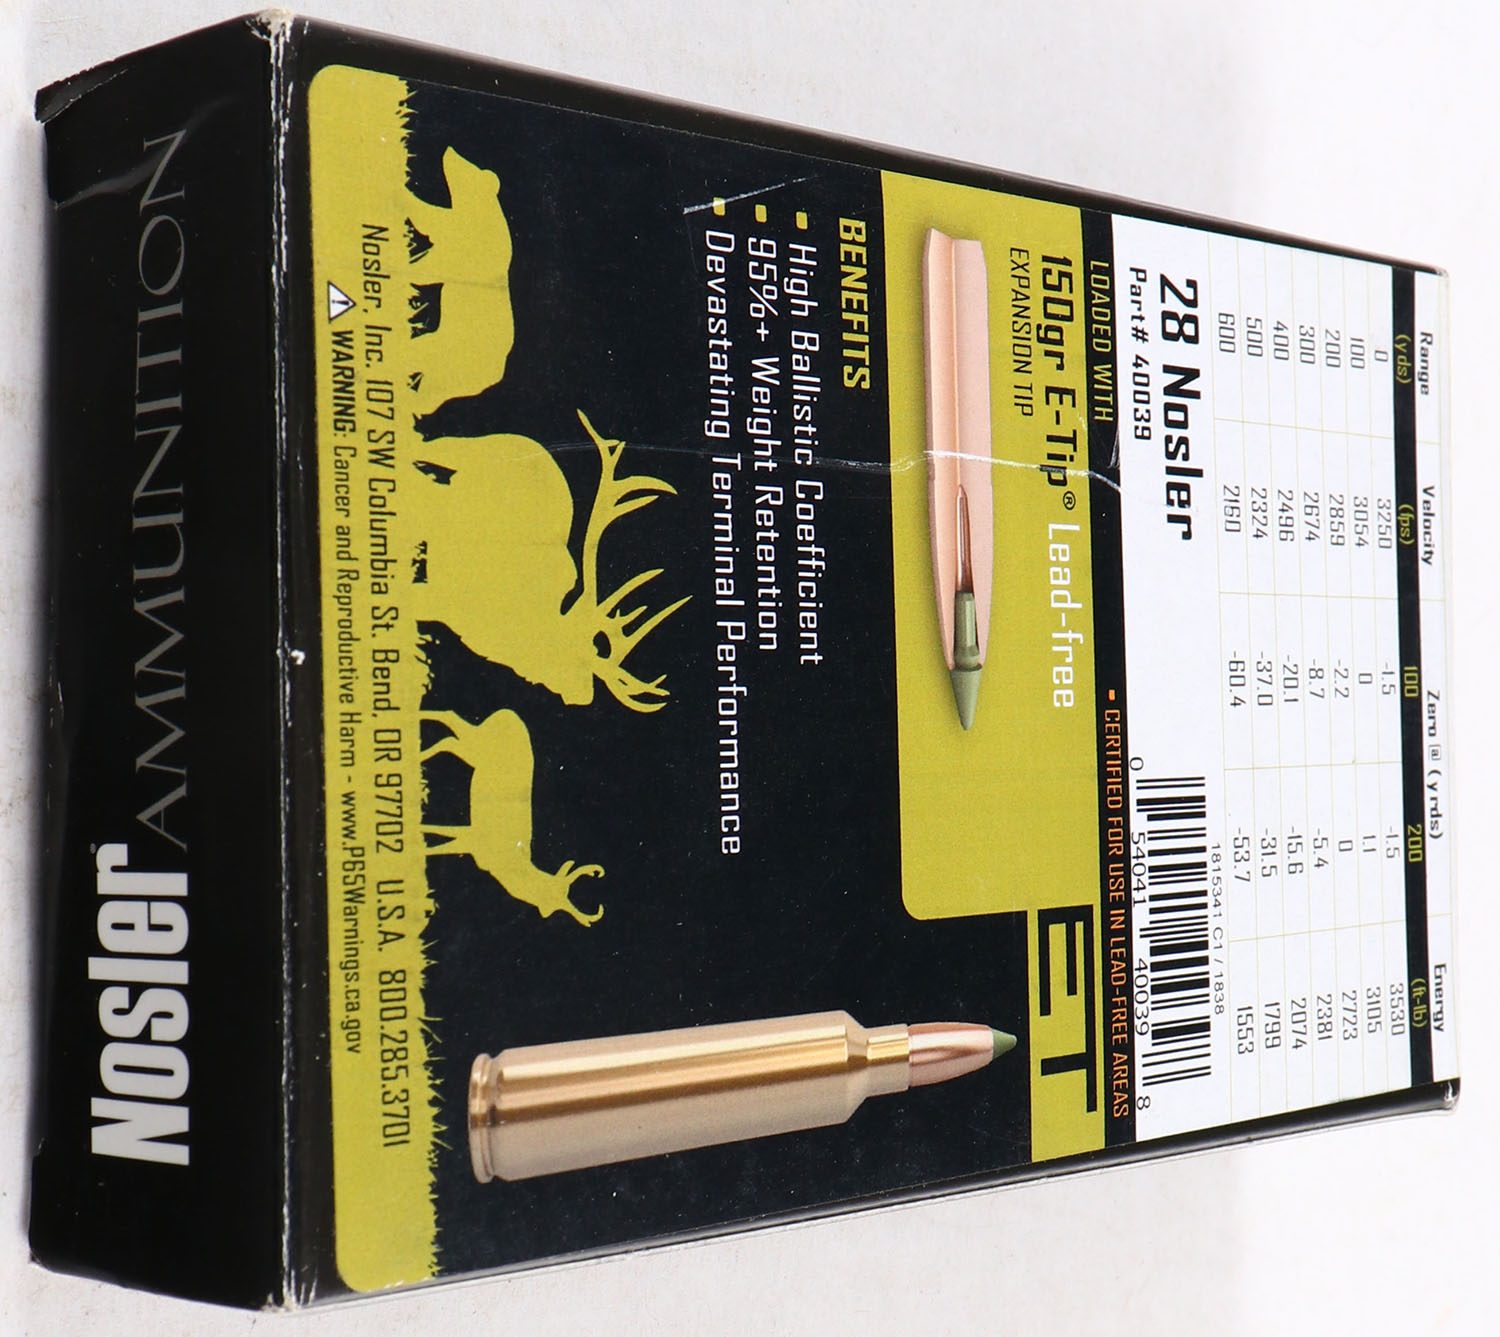 Range Velocity Zero @ (yrds) Energy
(yds) (fps) 100 200 (ft-lb)
0 3250 -1.5 -1.5 3530
100 3054 0 1.1 3105
200 2859 -2.2 0 2723
300 2674 -8.7 -5.4 2381
400 2496 -20.1 -15.6 2074
500 2324 -37.0 -31.5 1799
600 2160 -60.4 -53.7 1553
28 Nosler
Part# 40039
1815341 C1 / 1838
0 54041 40039 8
LOADED WITH
▪ CERTIFIED FOR USE IN LEAD-FREE AREAS
150gr E-Tip® Lead-free
EXPANSION TIP
ET
BENEFITS
▪ High Ballistic Coefficient
▪ 95%+ Weight Retention
▪ Devastating Terminal Performance
Nosler, Inc. 107 SW Columbia St. Bend, OR 97702 U.S.A. 800.285.3701
⚠ WARNING: Cancer and Reproductive Harm - www.P65Warnings.ca.gov
Nosler AMMUNITION